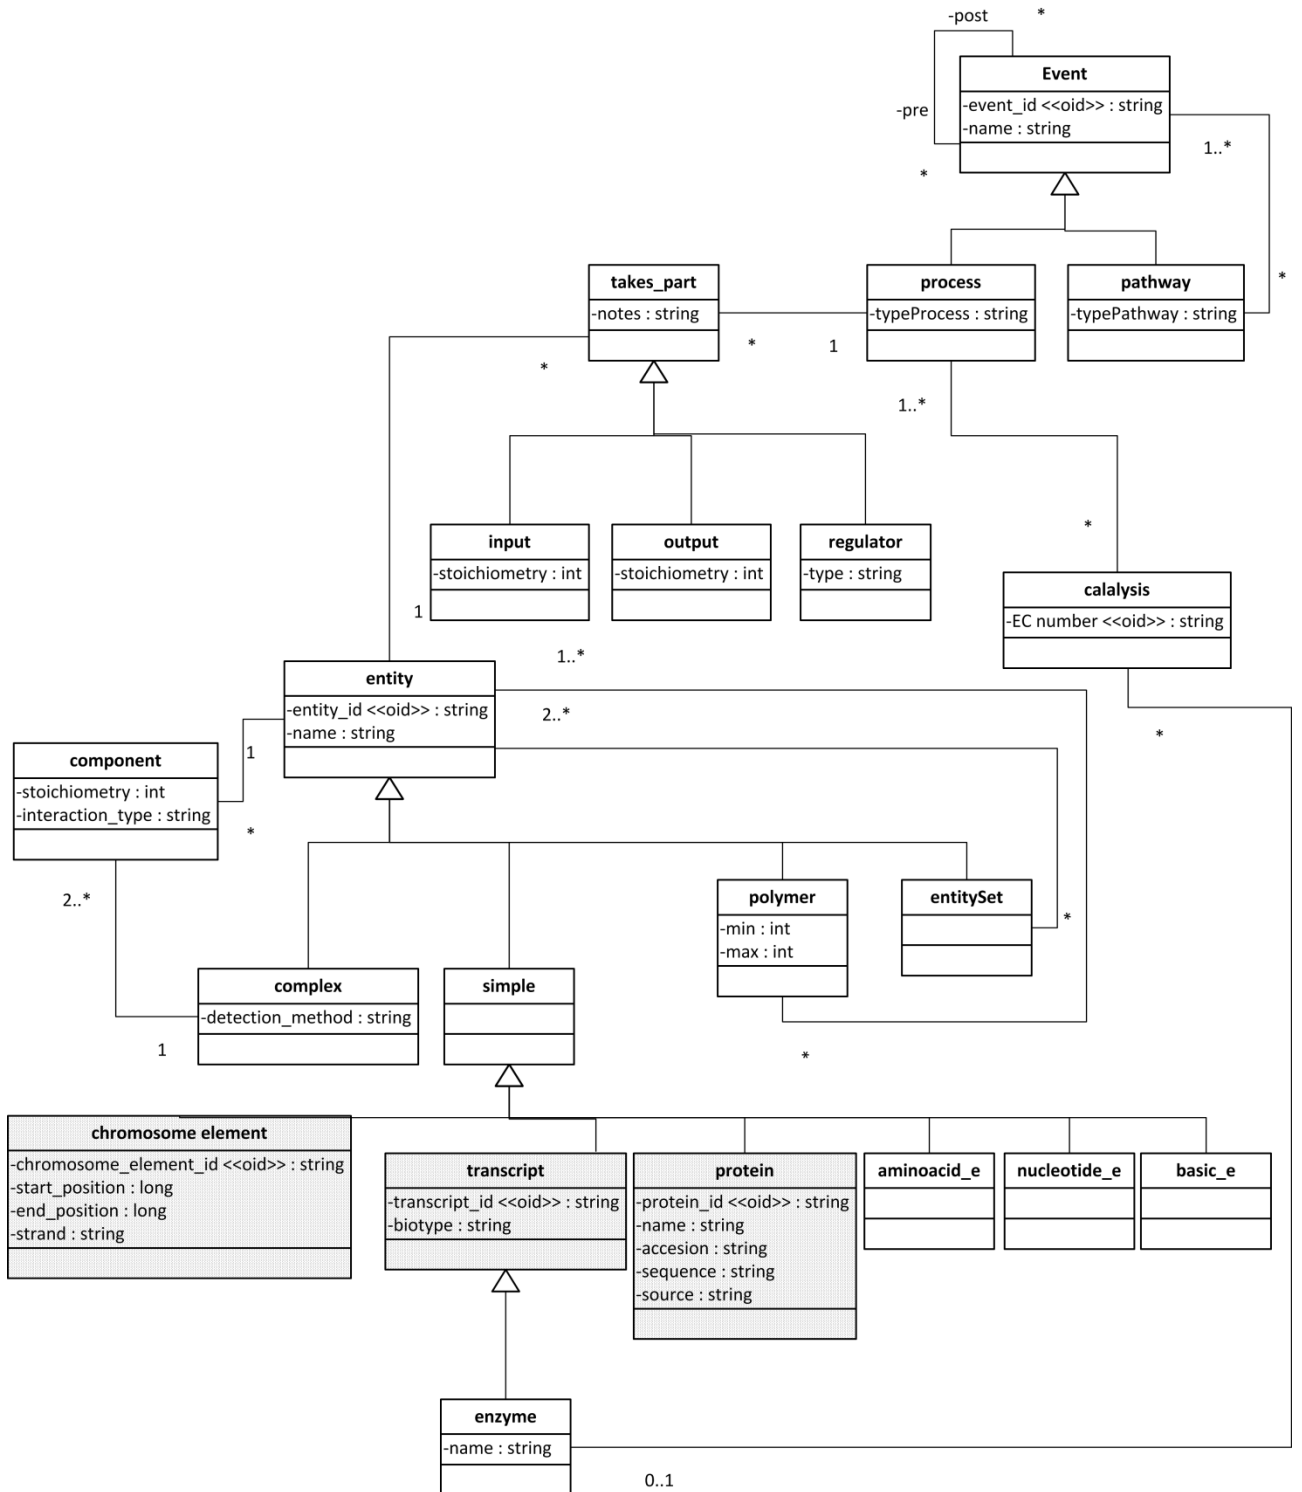 -post
*
Event
-event_id <<oid>> : string
-name : string
-pre
1..*
*
takes_part
-notes : string
process
-typeProcess : string
pathway
-typePathway : string
*
*
1
*
1..*
input
-stoichiometry : int
output
-stoichiometry : int
regulator
-type : string
*
calalysis
-EC number <<oid>> : string
1
1..*
entity
-entity_id <<oid>> : string
-name : string
2..*
*
component
-stoichiometry : int
-interaction_type : string
1
*
2..*
polymer
-min : int
-max : int
entitySet
*
complex
-detection_method : string
simple
1
*
chromosome element
-chromosome_element_id <<oid>> : string
-start_position : long
-end_position : long
-strand : string
transcript
-transcript_id <<oid>> : string
-biotype : string
protein
-protein_id <<oid>> : string
-name : string
-accesion : string
-sequence : string
-source : string
aminoacid_e
nucleotide_e
basic_e
enzyme
-name : string
0..1